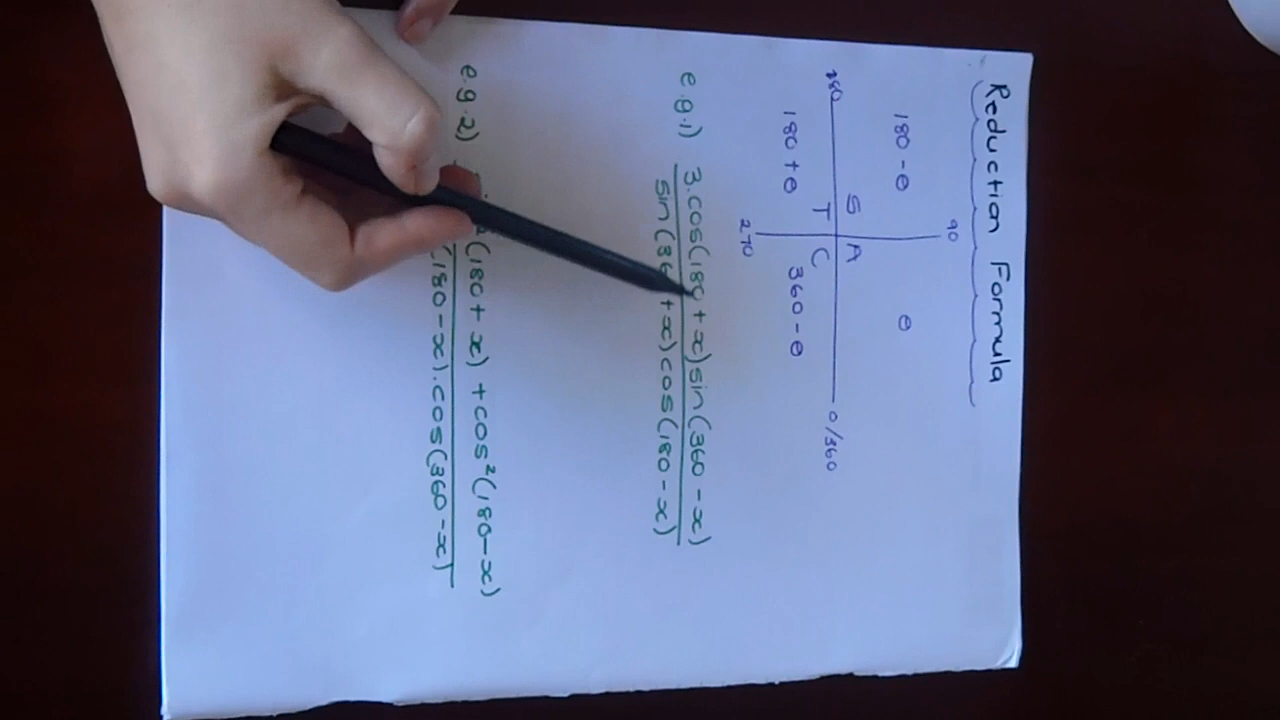 Reduction Formula
90
180 - θ
θ
S A
180 0/360
T C
180 + θ 360 - θ
270
e.g.1) 3.cos(180 + x)sin(360 - x)
sin(36 + x)cos(180 - x)
e.g.2) ²(180 + x) + cos²(180 - x)
(180 - x).cos(360 - x)